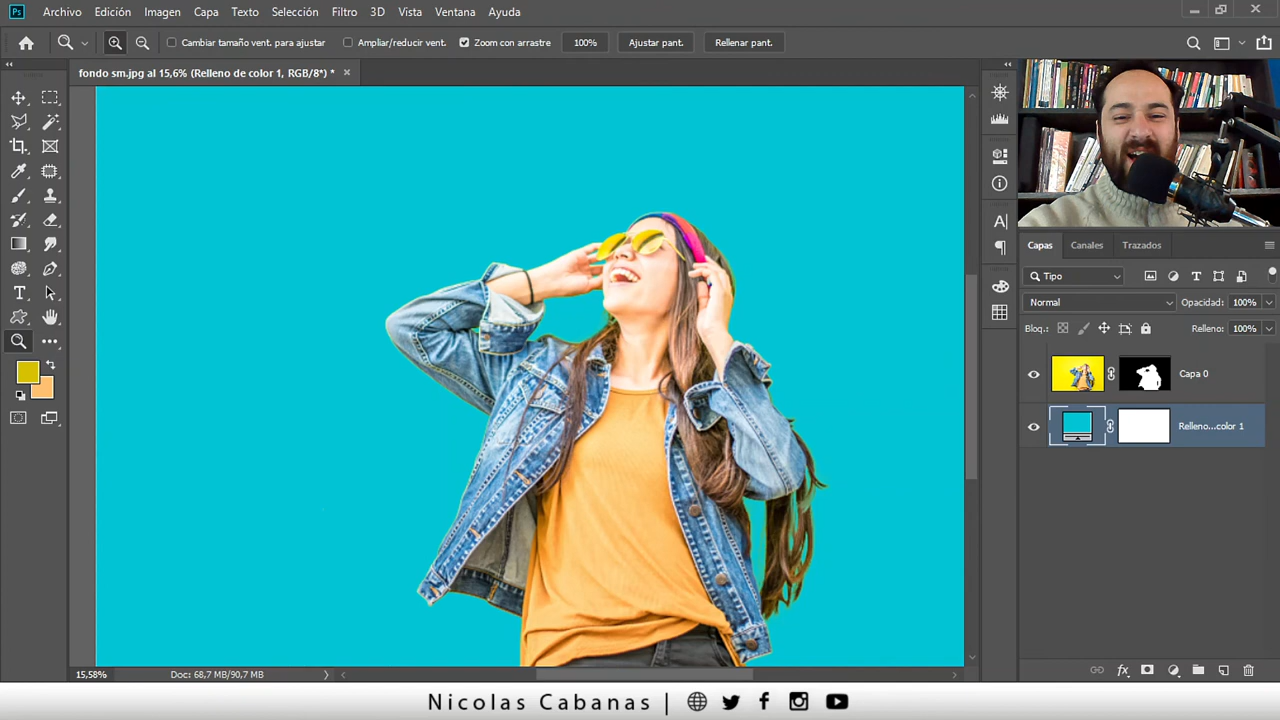 Ps Archivo Edición Imagen Capa Texto Selección Filtro 3D Vista Ventana Ayuda
Cambiar tamaño vent. para ajustar Ampliar/reducir vent. Zoom con arrastre 100% Ajustar pant. Rellenar pant.
fondo sm.jpg al 15,6% (Relleno de color 1, RGB/8*) *
Capas Canales Trazados
Tipo
Normal Opacidad: 100%
Bloq.: Relleno: 100%
Capa 0
Relleno...color 1
15,58% Doc: 68,7 MB/90,7 MB
Nicolas Cabanas |